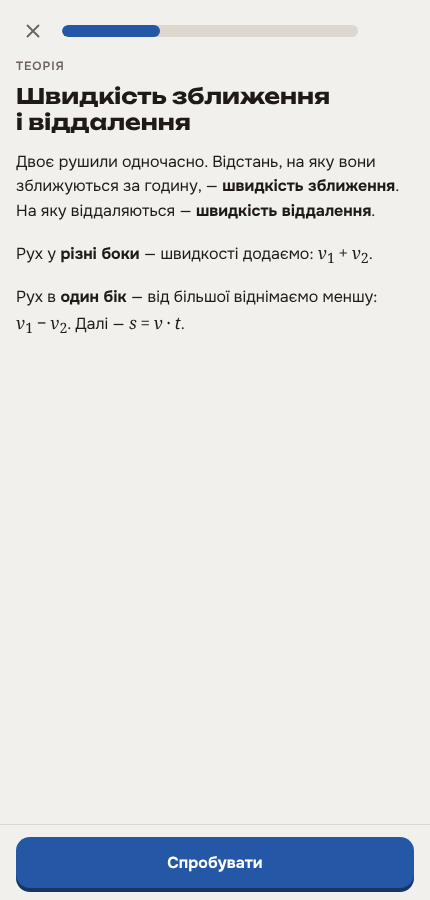 ТЕОРІЯ
Швидкість зближення
і віддалення
Двоє рушили одночасно. Відстань, на яку вони
зближуються за годину, — швидкість зближення.
На яку віддаляються — швидкість віддалення.
Рух у різні боки — швидкості додаємо: v₁ + v₂.
Рух в один бік — від більшої віднімаємо меншу:
v₁ − v₂. Далі — s = v · t.
Спробувати